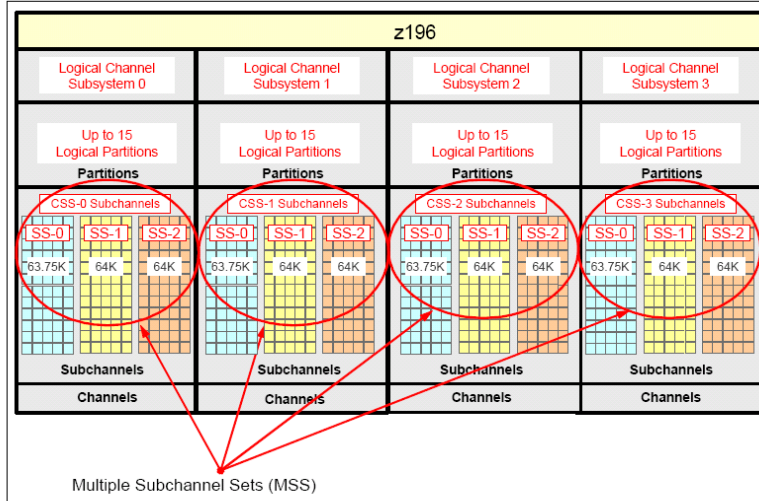 z196
Logical Channel
Subsystem 0
Logical Channel
Subsystem 1
Logical Channel
Subsystem 2
Logical Channel
Subsystem 3
Up to 15
Logical Partitions
Up to 15
Logical Partitions
Up to 15
Logical Partitions
Up to 15
Logical Partitions
Partitions
Partitions
Partitions
Partitions
CSS-0 Subchannels
CSS-1 Subchannels
CSS-2 Subchannels
CSS-3 Subchannels
SS-0 SS-1 SS-2
SS-0 SS-1 SS-2
SS-0 SS-1 SS-2
SS-0 SS-1 SS-2
63.75K 64K 64K
63.75K 64K 64K
63.75K 64K 64K
63.75K 64K 64K
Subchannels
Subchannels
Subchannels
Subchannels
Channels
Channels
Channels
Channels
Multiple Subchannel Sets (MSS)